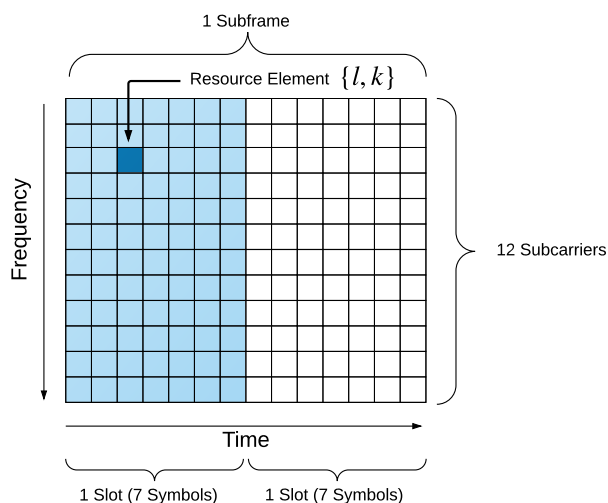 1 Subframe
Resource Element {l, k}
Frequency
12 Subcarriers
Time
1 Slot (7 Symbols)
1 Slot (7 Symbols)